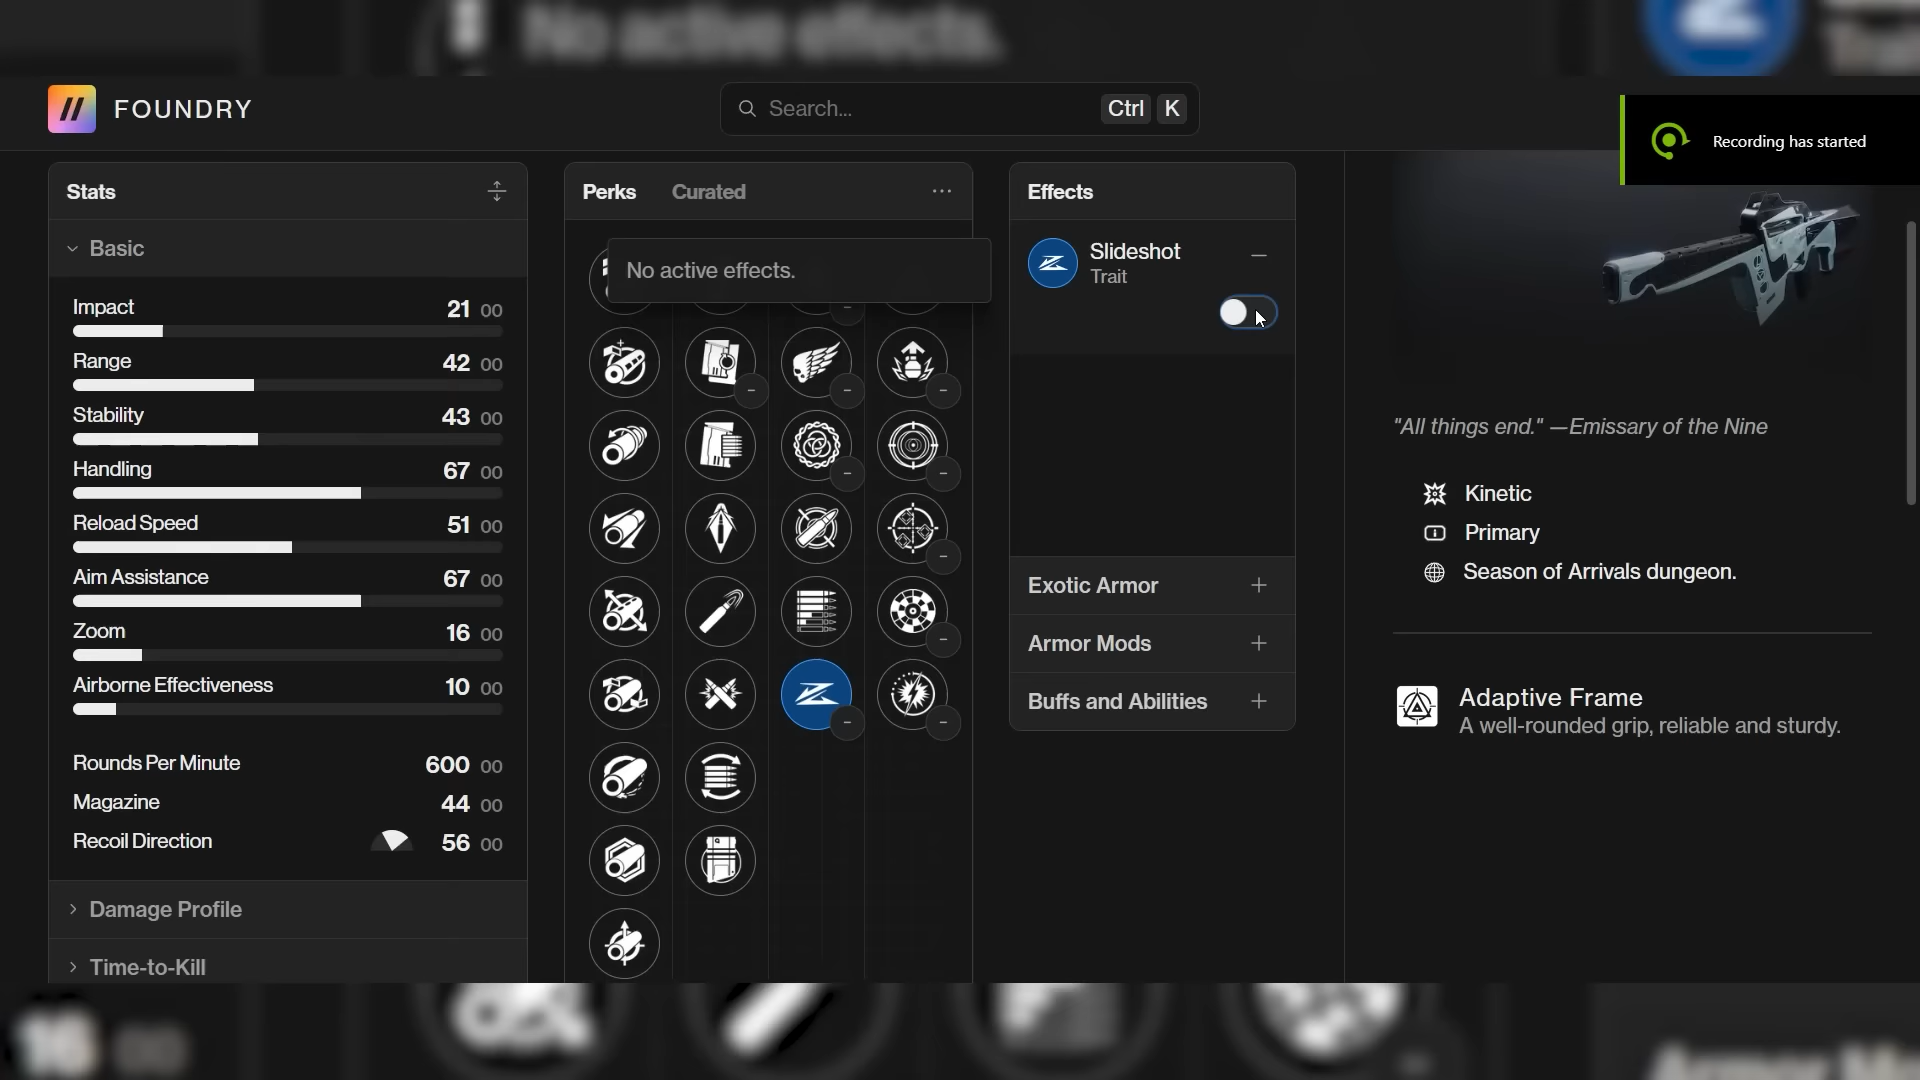 No active effects.
FOUNDRY
Search...
Ctrl K
Recording has started
Stats
Basic
Impact 21 00
Range 42 00
Stability 43 00
Handling 67 00
Reload Speed 51 00
Aim Assistance 67 00
Zoom 16 00
Airborne Effectiveness 10 00
Rounds Per Minute 600 00
Magazine 44 00
Recoil Direction 56 00
Damage Profile
Time-to-Kill
Perks Curated
No active effects.
Effects
Slideshot
Trait
Exotic Armor
Armor Mods
Buffs and Abilities
"All things end." —Emissary of the Nine
Kinetic
Primary
Season of Arrivals dungeon.
Adaptive Frame
A well-rounded grip, reliable and sturdy.
16 00